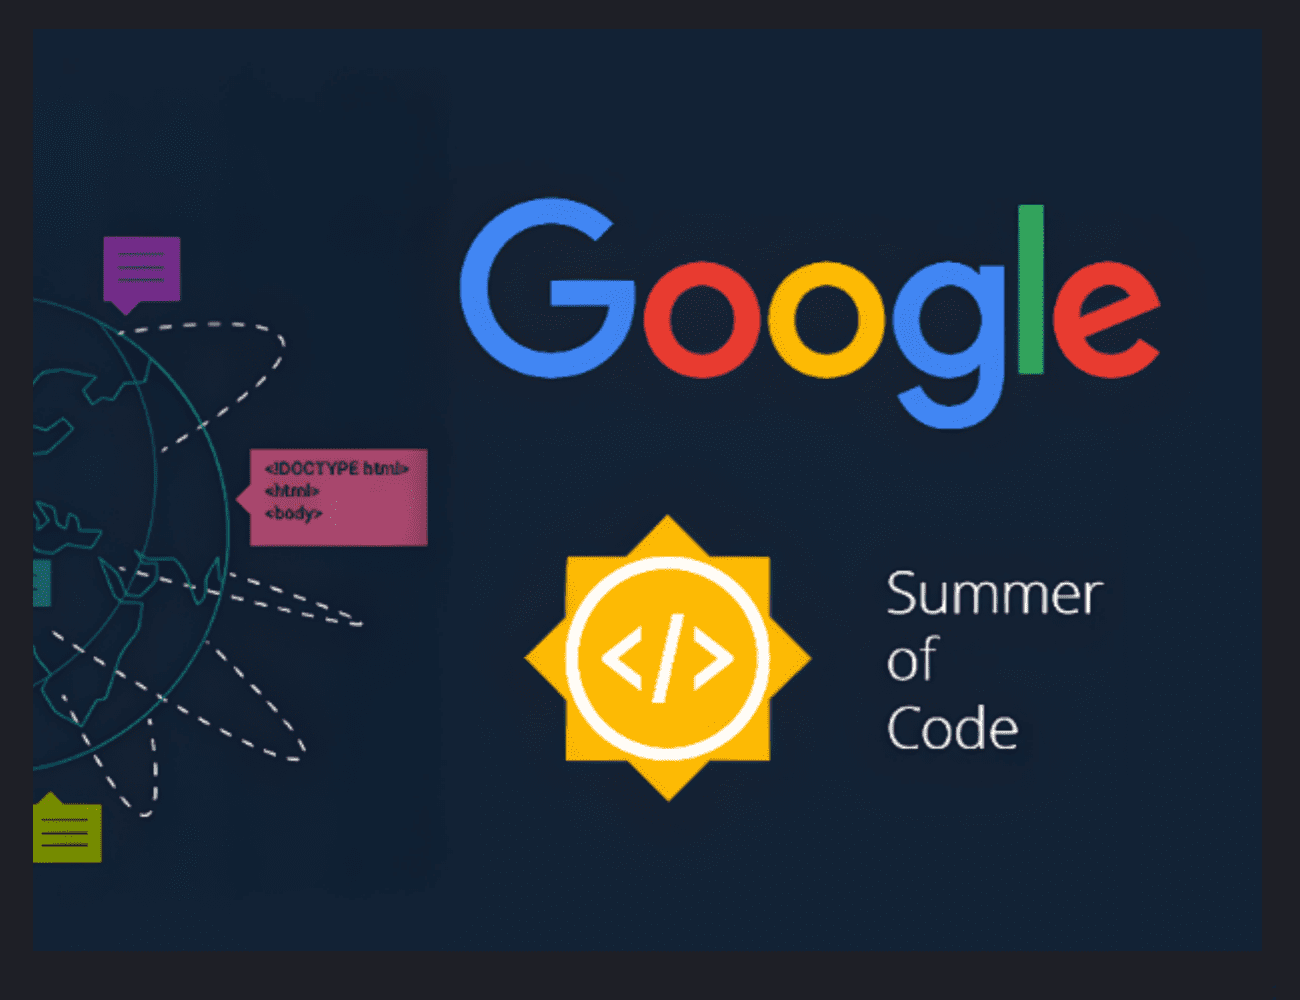 Google
<!DOCTYPE html>
<html>
<body>
</>
Summer
of
Code